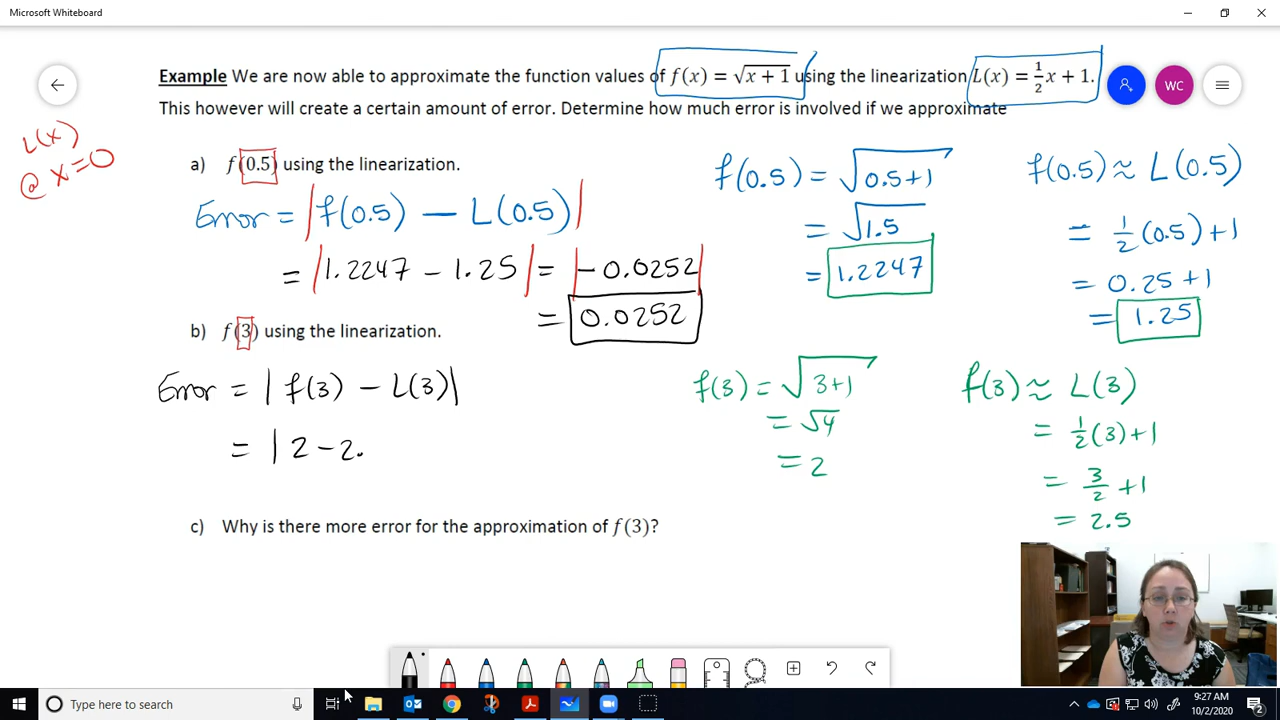 Microsoft Whiteboard
Example We are now able to approximate the function values of f(x) = √x + 1 using the linearization L(x) = 1/2 x + 1.
This however will create a certain amount of error. Determine how much error is involved if we approximate
WC
L(x)
@ x=0
a) f(0.5) using the linearization.
Error = |f(0.5) — L(0.5)|
= |1.2247 - 1.25| = |-0.0252|
= 0.0252
f(0.5) = √0.5+1
= √1.5
= 1.2247
f(0.5) ≈ L(0.5)
= 1/2 (0.5) + 1
= 0.25 + 1
= 1.25
b) f(3) using the linearization.
Error = | f(3) - L(3)|
= | 2 - 2.
f(3) = √3+1
= √4
= 2
f(3) ≈ L(3)
= 1/2 (3) + 1
= 3/2 + 1
= 2.5
c) Why is there more error for the approximation of f(3)?
Type here to search
9:27 AM
10/2/2020
2